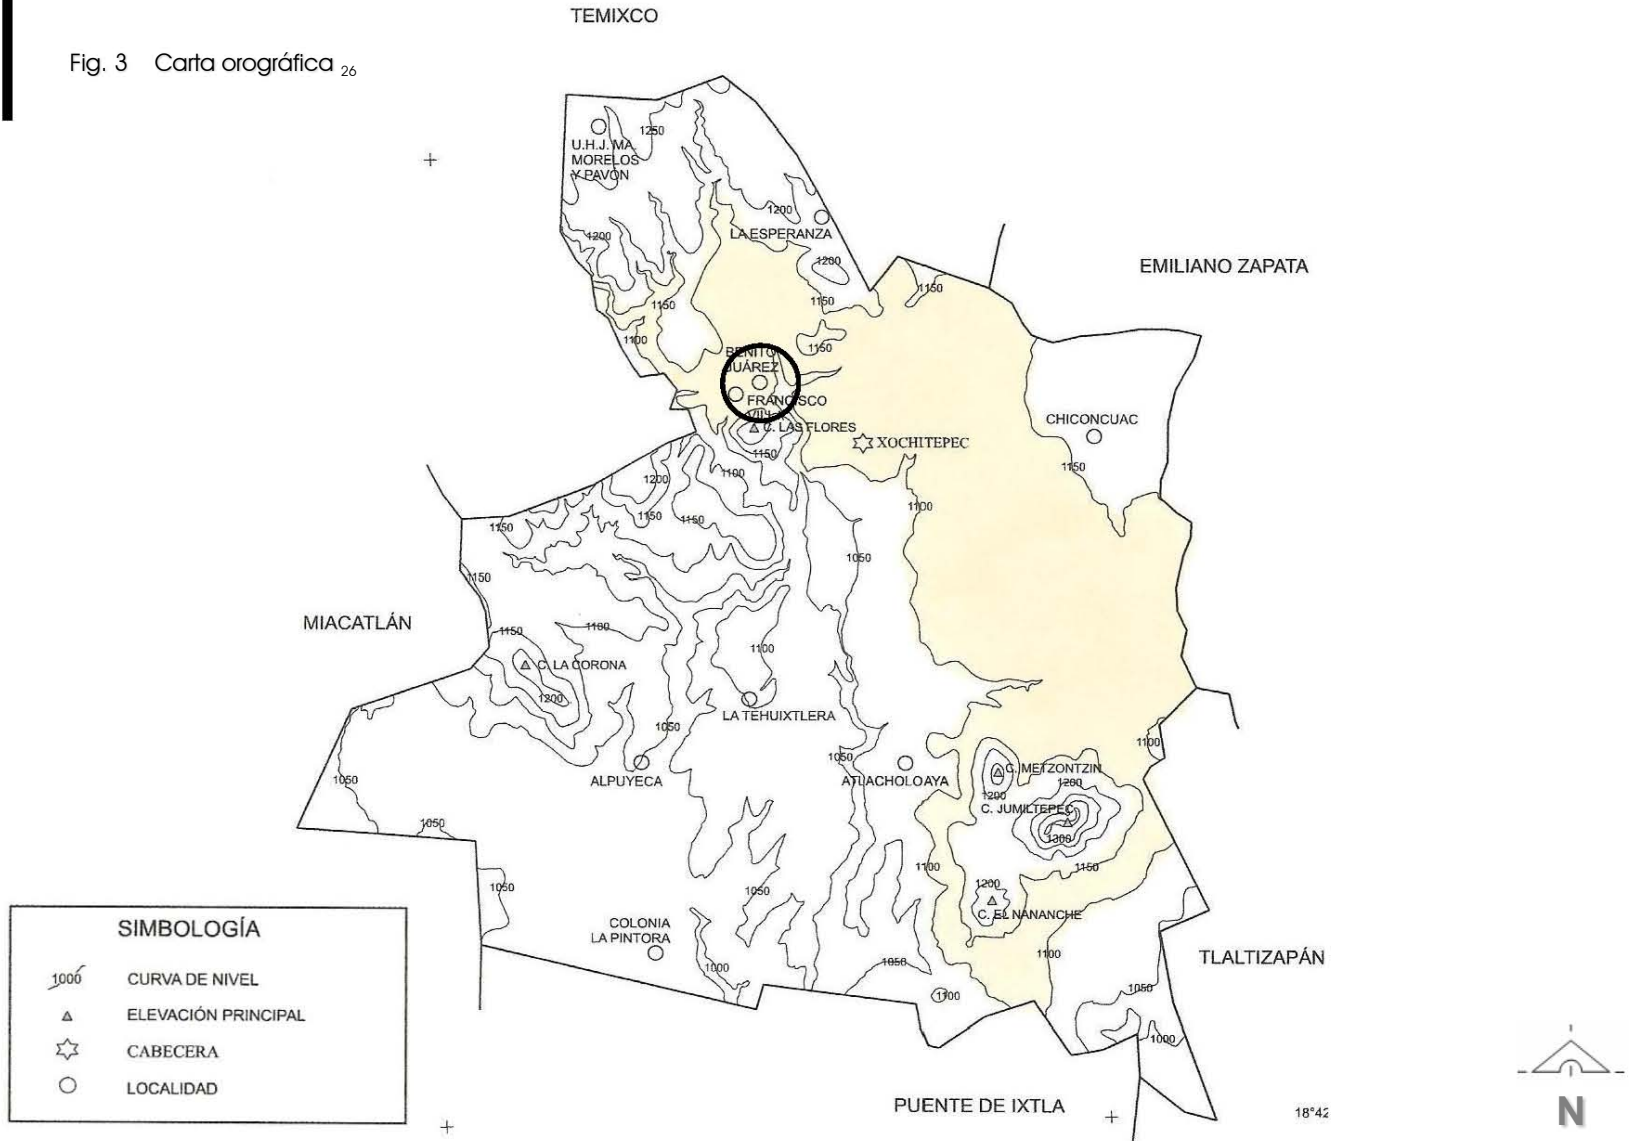 TEMIXCO
Fig. 3 Carta orográfica 26
1250
U.H.J. MA.
MORELOS
Y PAVÓN
1200
LA ESPERANZA
1200
1200
EMILIANO ZAPATA
1150
1150
1150
1100
1150
BENITO
JUÁREZ
FRANCISCO
VILLA
C. LAS FLORES
CHICONCUAC
XOCHITEPEC
1150
1100
1150
1200
1100
1150
1150
1150
1050
1150
MIACATLÁN
1150
1100
1100
C. LA CORONA
1200
LA TEHUIXTLERA
1050
1100
1050
C. METZONTZIN
1050
ALPUYECA
ATLACHOLOAYA
1200
1200
C. JUMILTEPEC
1050
1300
1100
1150
1050
1050
1200
C. EL NANANCHE
COLONIA
LA PINTORA
1100
TLALTIZAPÁN
1000
1050
1050
1100
1000
SIMBOLOGÍA
1000 CURVA DE NIVEL
ELEVACIÓN PRINCIPAL
CABECERA
LOCALIDAD
PUENTE DE IXTLA
18°42
N